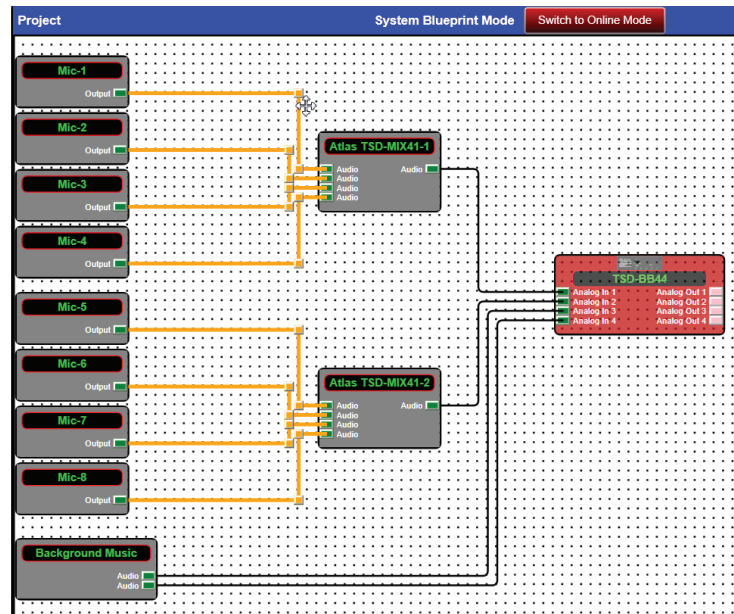 Project System Blueprint Mode Switch to Online Mode
Mic-1
Output
Mic-2
Output
Mic-3
Output
Mic-4
Output
Atlas TSD-MIX41-1
Audio Audio
Audio
Audio
Audio
TSD-BB44
Analog In 1 Analog Out 1
Analog In 2 Analog Out 2
Analog In 3 Analog Out 3
Analog In 4 Analog Out 4
Mic-5
Output
Mic-6
Output
Mic-7
Output
Mic-8
Output
Atlas TSD-MIX41-2
Audio Audio
Audio
Audio
Audio
Background Music
Audio
Audio